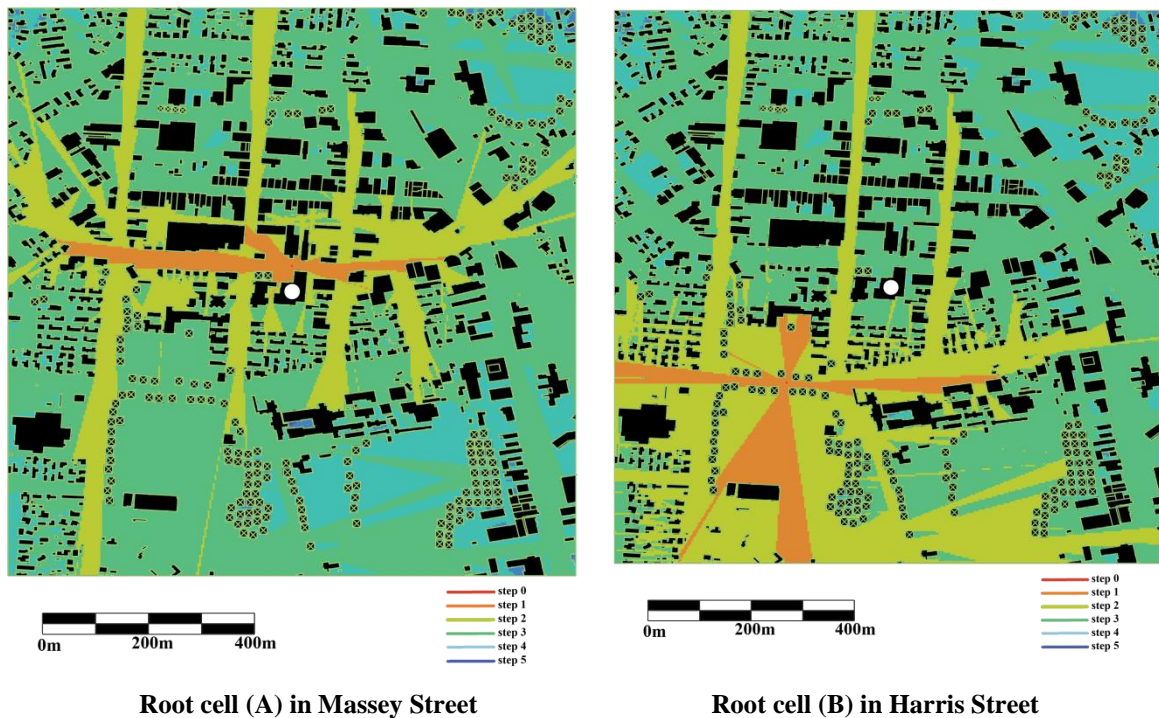 step 0
step 1
step 2
step 3
step 4
step 5
0m 200m 400m
Root cell (A) in Massey Street
step 0
step 1
step 2
step 3
step 4
step 5
0m 200m 400m
Root cell (B) in Harris Street